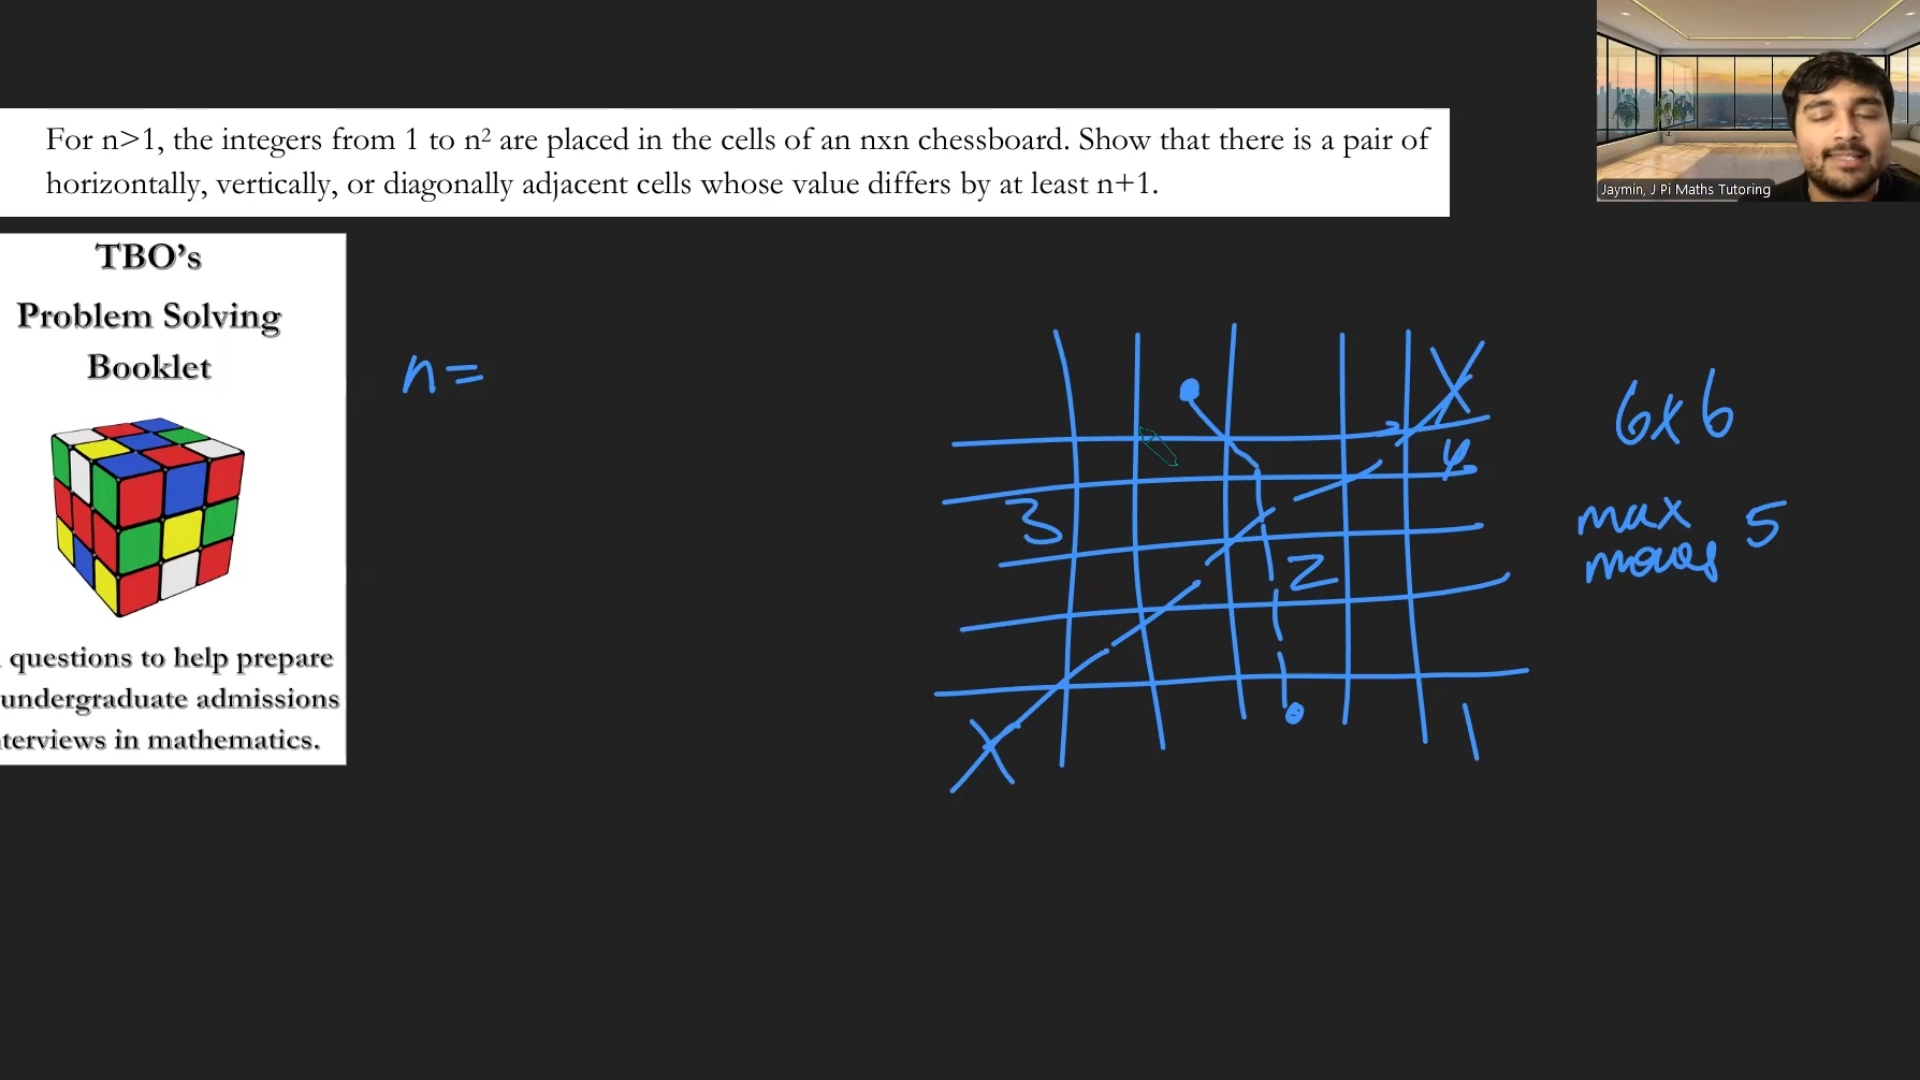 For n>1, the integers from 1 to n² are placed in the cells of an nxn chessboard. Show that there is a pair of
horizontally, vertically, or diagonally adjacent cells whose value differs by at least n+1.
Jaymin, J Pi Maths Tutoring
TBO's
Problem Solving
Booklet
questions to help prepare
undergraduate admissions
terviews in mathematics.
n=
X
3
2
X
1
6x6
max
moves 5